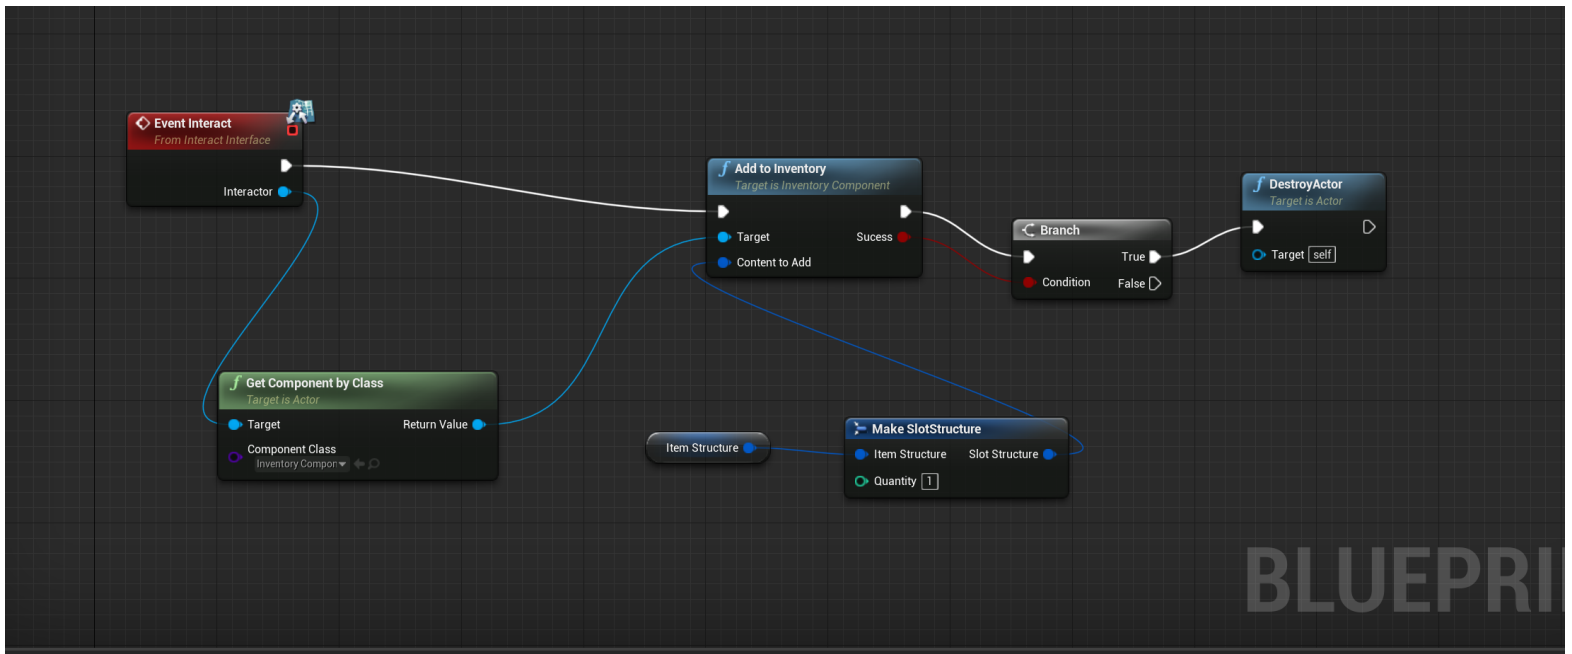 Event Interact
From Interact Interface
Interactor
Add to Inventory
Target is Inventory Component
Target
Sucess
Content to Add
Branch
True
Condition
False
DestroyActor
Target is Actor
Target
self
Get Component by Class
Target is Actor
Target
Return Value
Component Class
Inventory Compon
Item Structure
Make SlotStructure
Item Structure
Slot Structure
Quantity
1
BLUEPRI